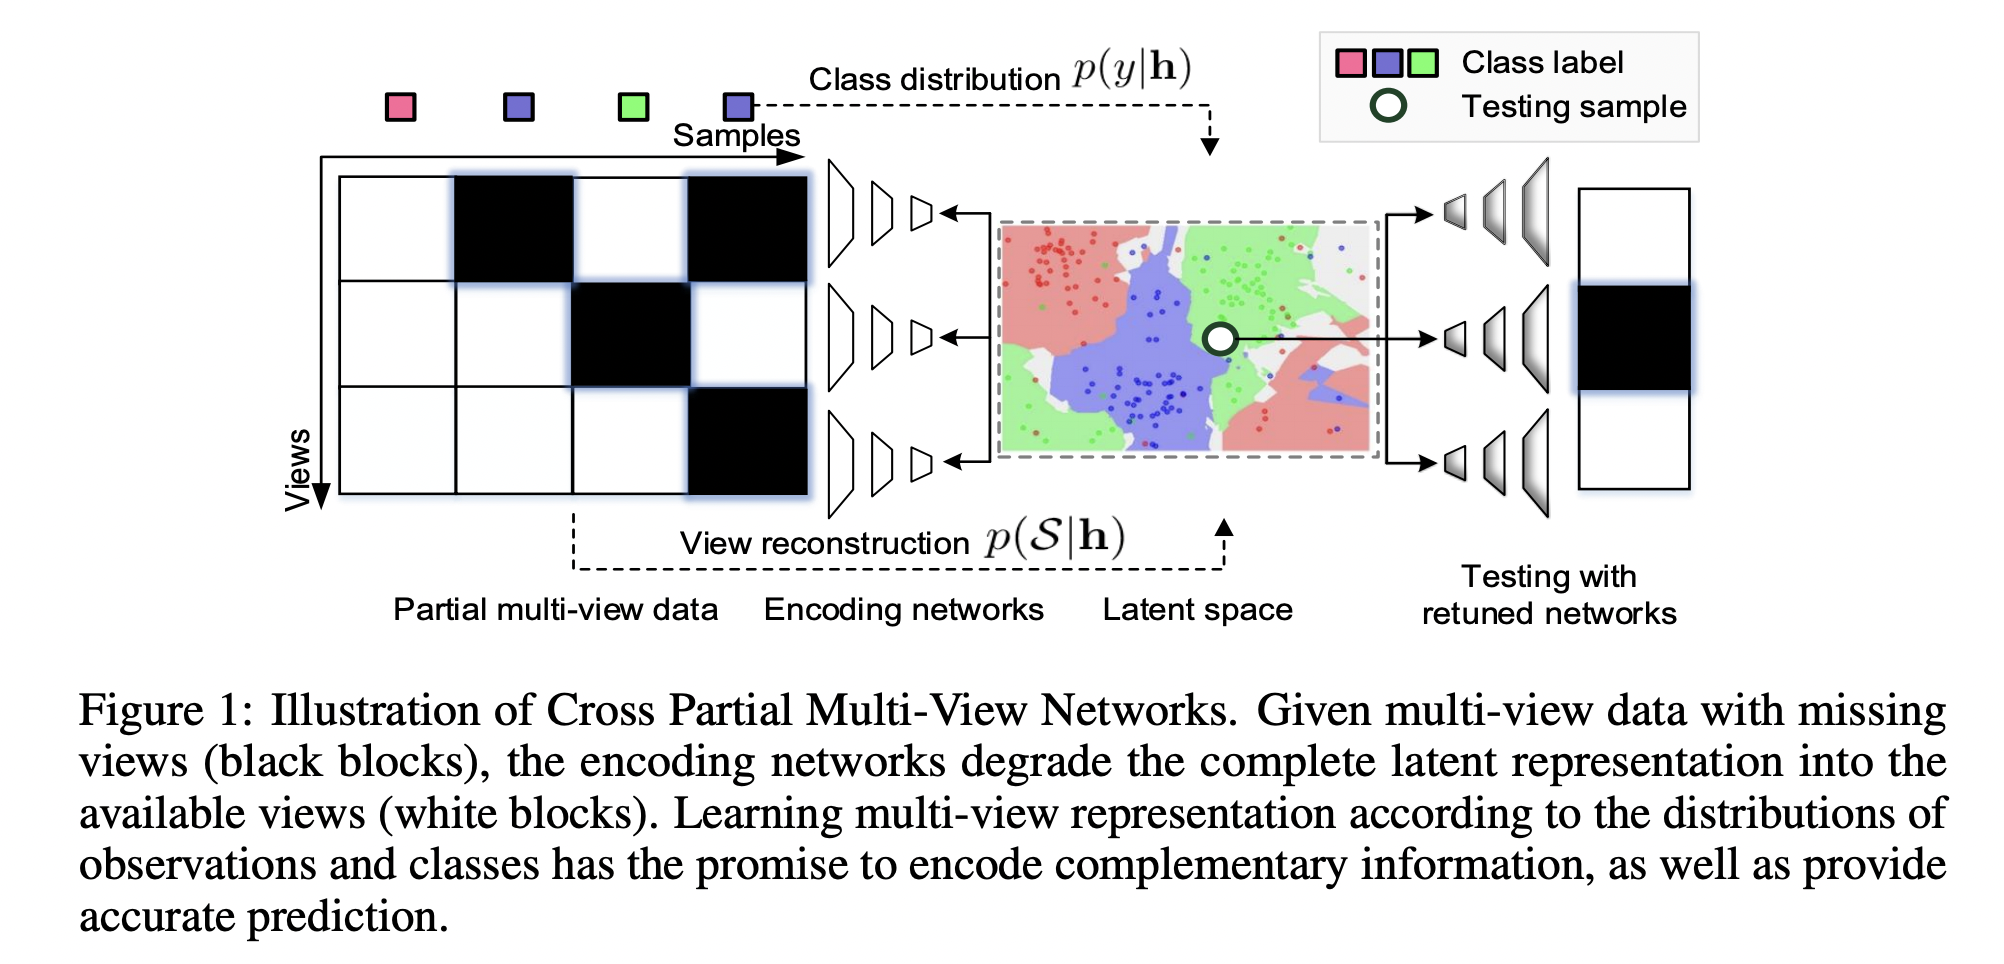 Class distribution p(y|h)
Class label
Testing sample
Samples
Views
View reconstruction p(S|h)
Partial multi-view data
Encoding networks
Latent space
Testing with
retuned networks
Figure 1: Illustration of Cross Partial Multi-View Networks. Given multi-view data with missing
views (black blocks), the encoding networks degrade the complete latent representation into the
available views (white blocks). Learning multi-view representation according to the distributions of
observations and classes has the promise to encode complementary information, as well as provide
accurate prediction.